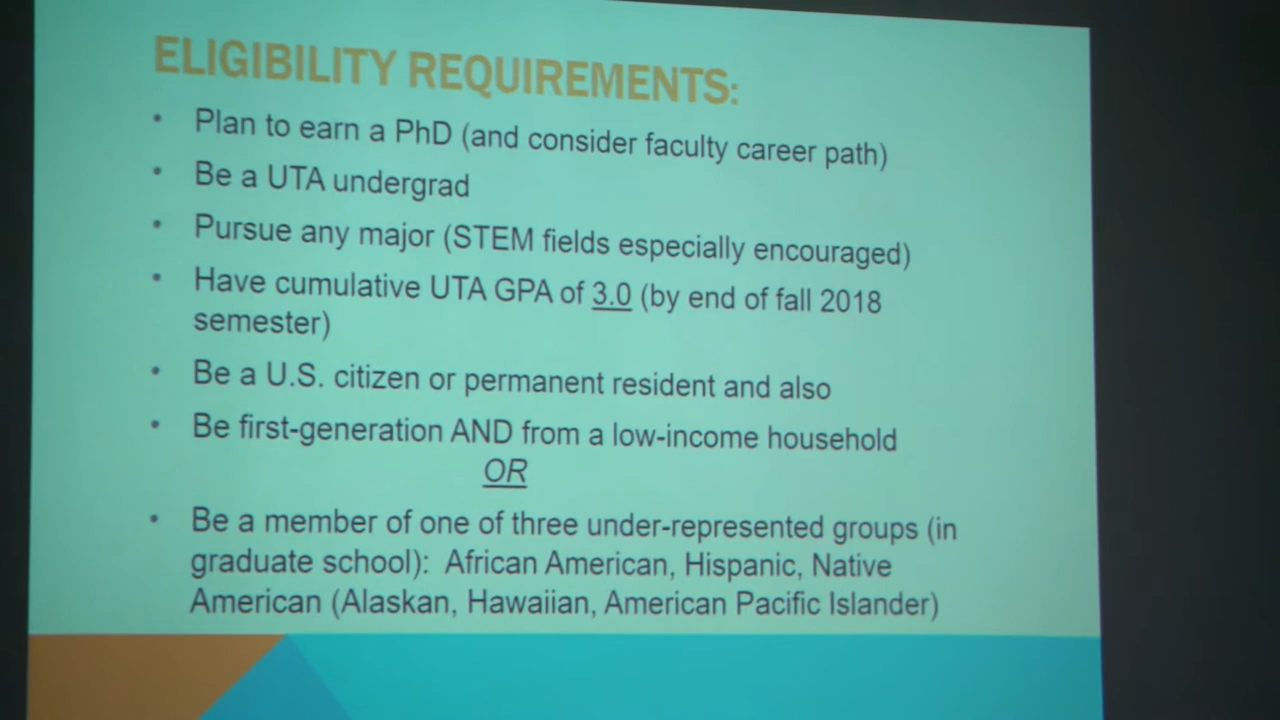 ELIGIBILITY REQUIREMENTS:
• Plan to earn a PhD (and consider faculty career path)
• Be a UTA undergrad
• Pursue any major (STEM fields especially encouraged)
• Have cumulative UTA GPA of 3.0 (by end of fall 2018
semester)
• Be a U.S. citizen or permanent resident and also
• Be first-generation AND from a low-income household
OR
• Be a member of one of three under-represented groups (in
graduate school): African American, Hispanic, Native
American (Alaskan, Hawaiian, American Pacific Islander)